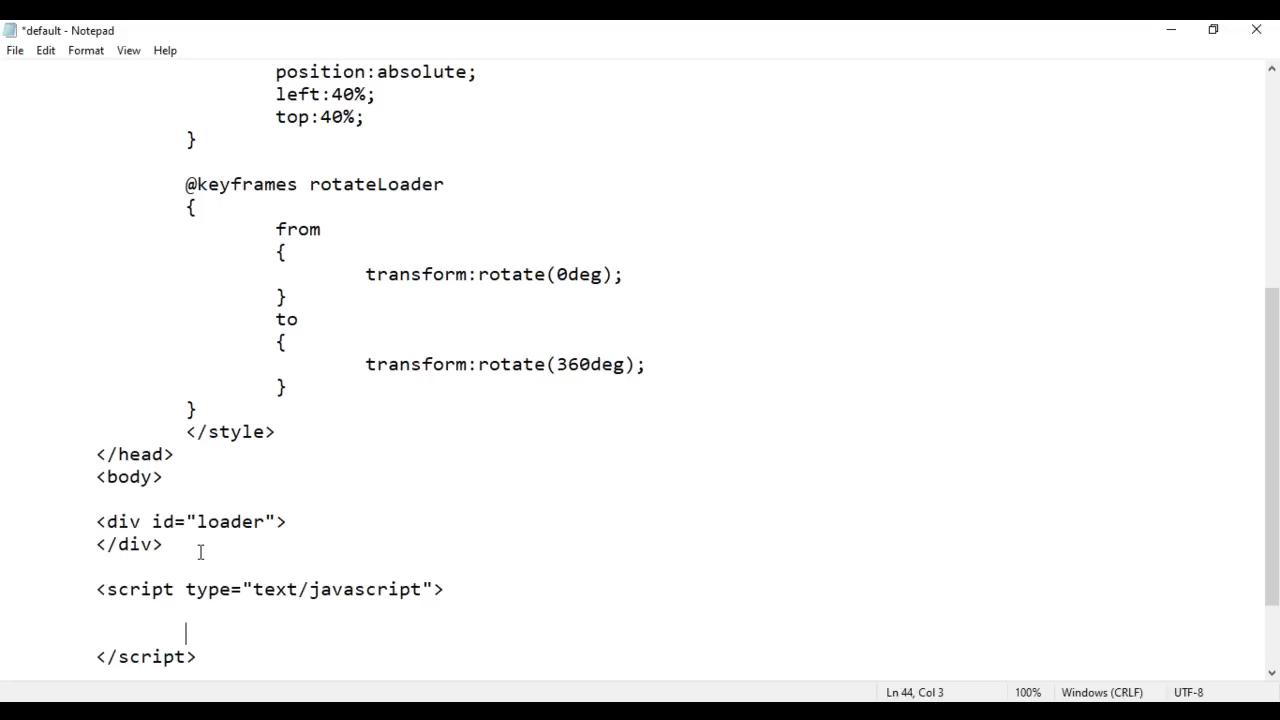 *default - Notepad
File Edit Format View Help
position:absolute;
left:40%;
top:40%;
}
@keyframes rotateLoader
{
from
{
transform:rotate(0deg);
}
to
{
transform:rotate(360deg);
}
}
</style>
</head>
<body>
<div id="loader">
</div>
<script type="text/javascript">
</script>
Ln 44, Col 3 100% Windows (CRLF) UTF-8